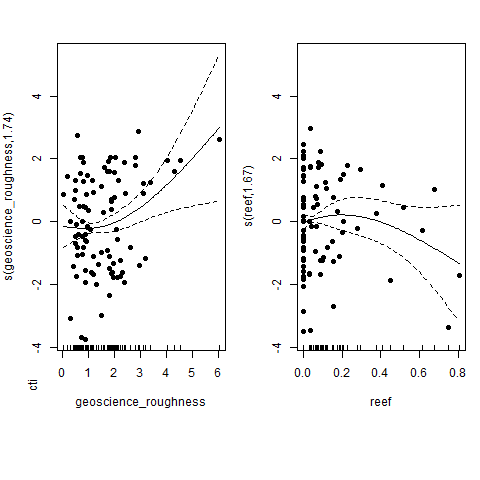 s(geoscience_roughness,1.74)
4
2
0
-2
-4
0 1 2 3 4 5 6
geoscience_roughness
cti
s(reef,1.67)
4
2
0
-2
-4
0.0 0.2 0.4 0.6 0.8
reef